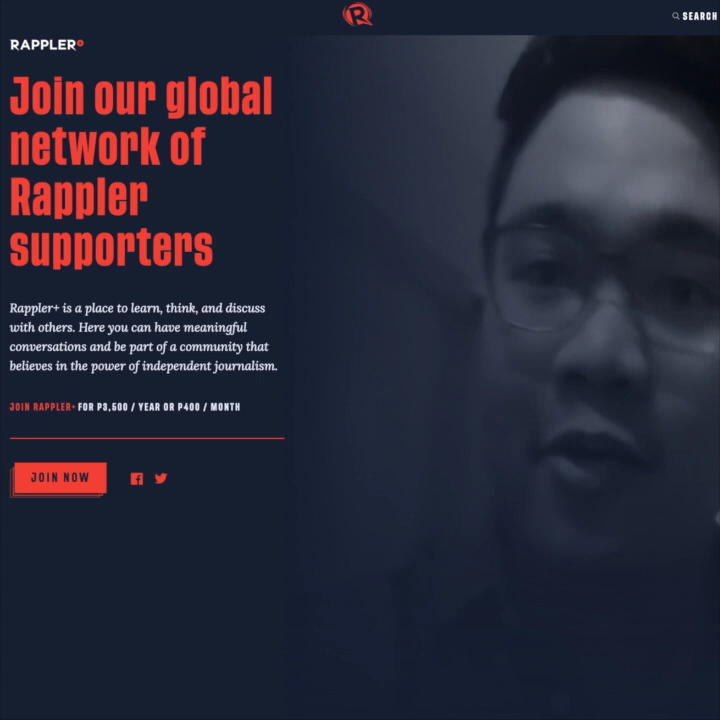 R
SEARCH
RAPPLER+
Join our global
network of
Rappler
supporters
Rappler+ is a place to learn, think, and discuss
with others. Here you can have meaningful
conversations and be part of a community that
believes in the power of independent journalism.
JOIN RAPPLER+ FOR P3,500 / YEAR OR P400 / MONTH
JOIN NOW